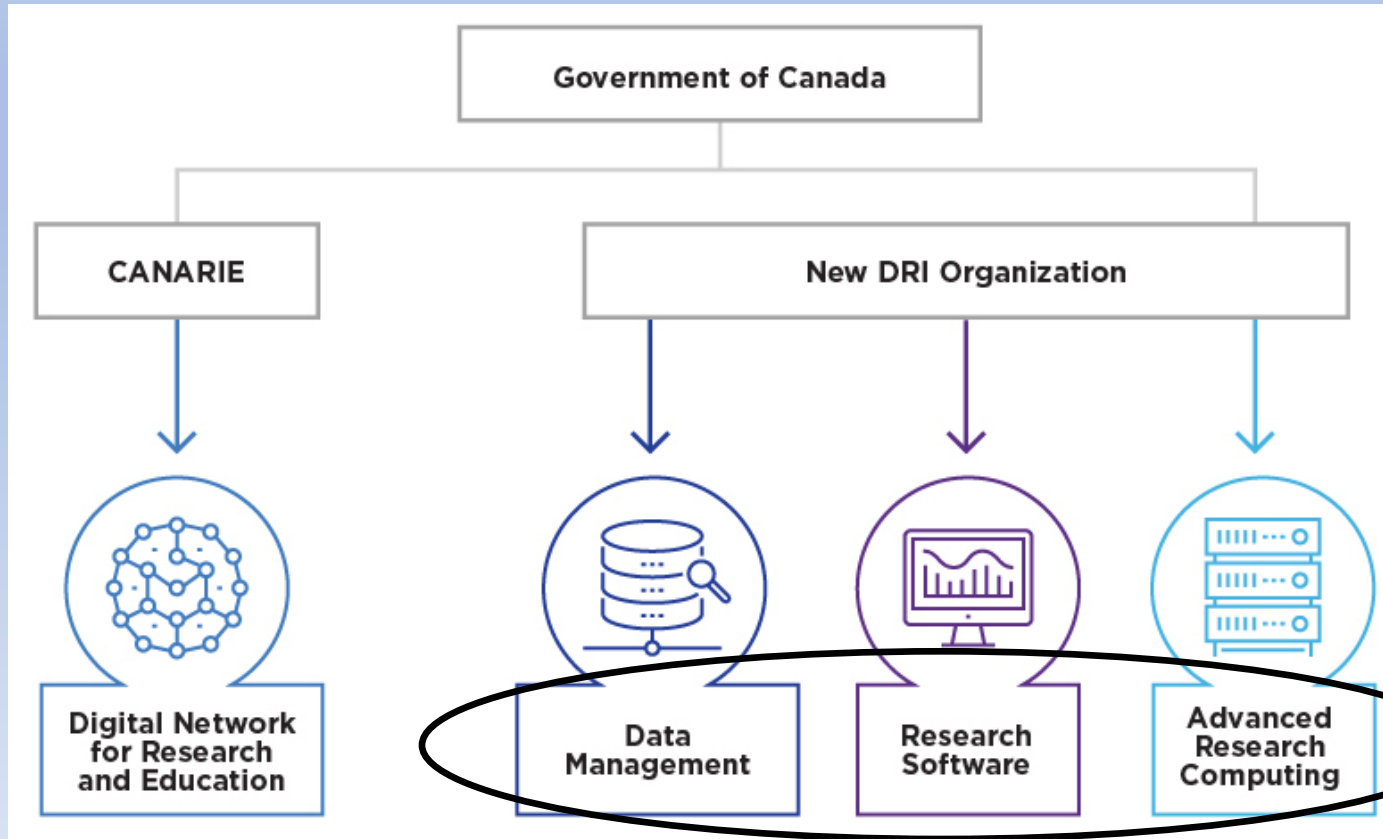 Government of Canada
CANARIE
New DRI Organization
Digital Network
for Research
and Education
Data
Management
Research
Software
Advanced
Research
Computing